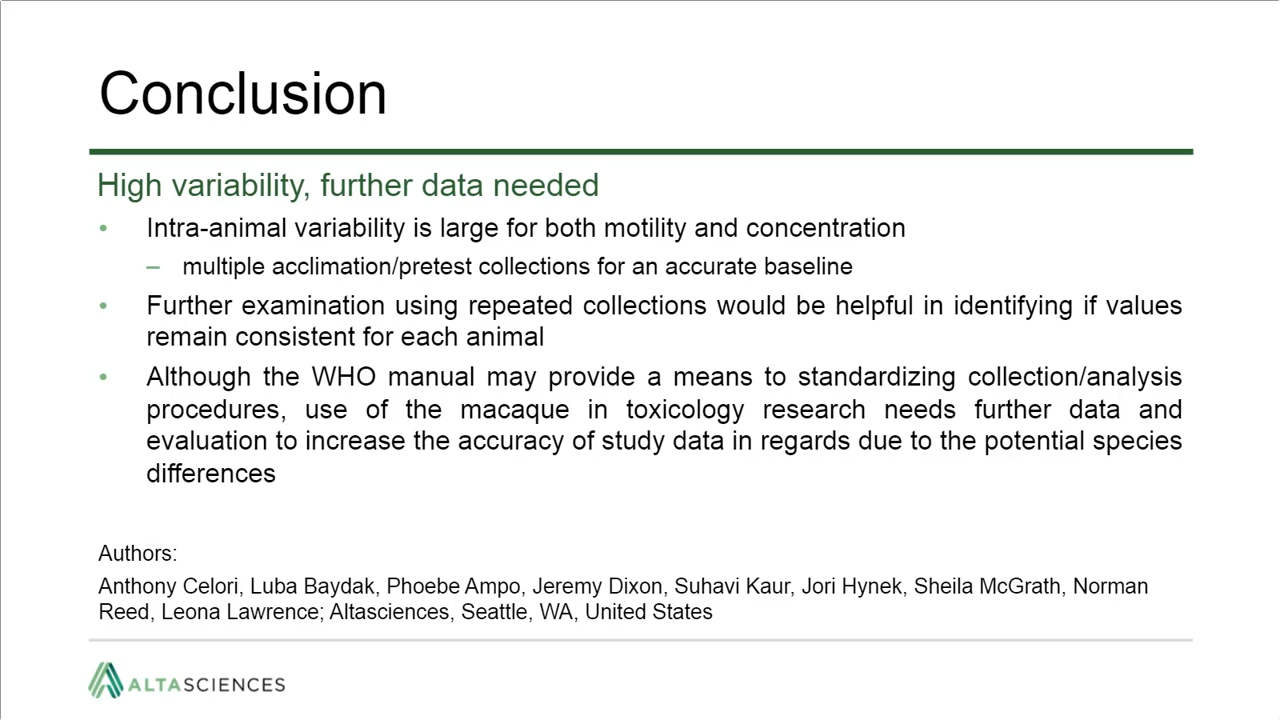 Conclusion
High variability, further data needed
• Intra-animal variability is large for both motility and concentration
– multiple acclimation/pretest collections for an accurate baseline
• Further examination using repeated collections would be helpful in identifying if values
remain consistent for each animal
• Although the WHO manual may provide a means to standardizing collection/analysis
procedures, use of the macaque in toxicology research needs further data and
evaluation to increase the accuracy of study data in regards due to the potential species
differences
Authors:
Anthony Celori, Luba Baydak, Phoebe Ampo, Jeremy Dixon, Suhavi Kaur, Jori Hynek, Sheila McGrath, Norman
Reed, Leona Lawrence; Altasciences, Seattle, WA, United States
ALTASCIENCES